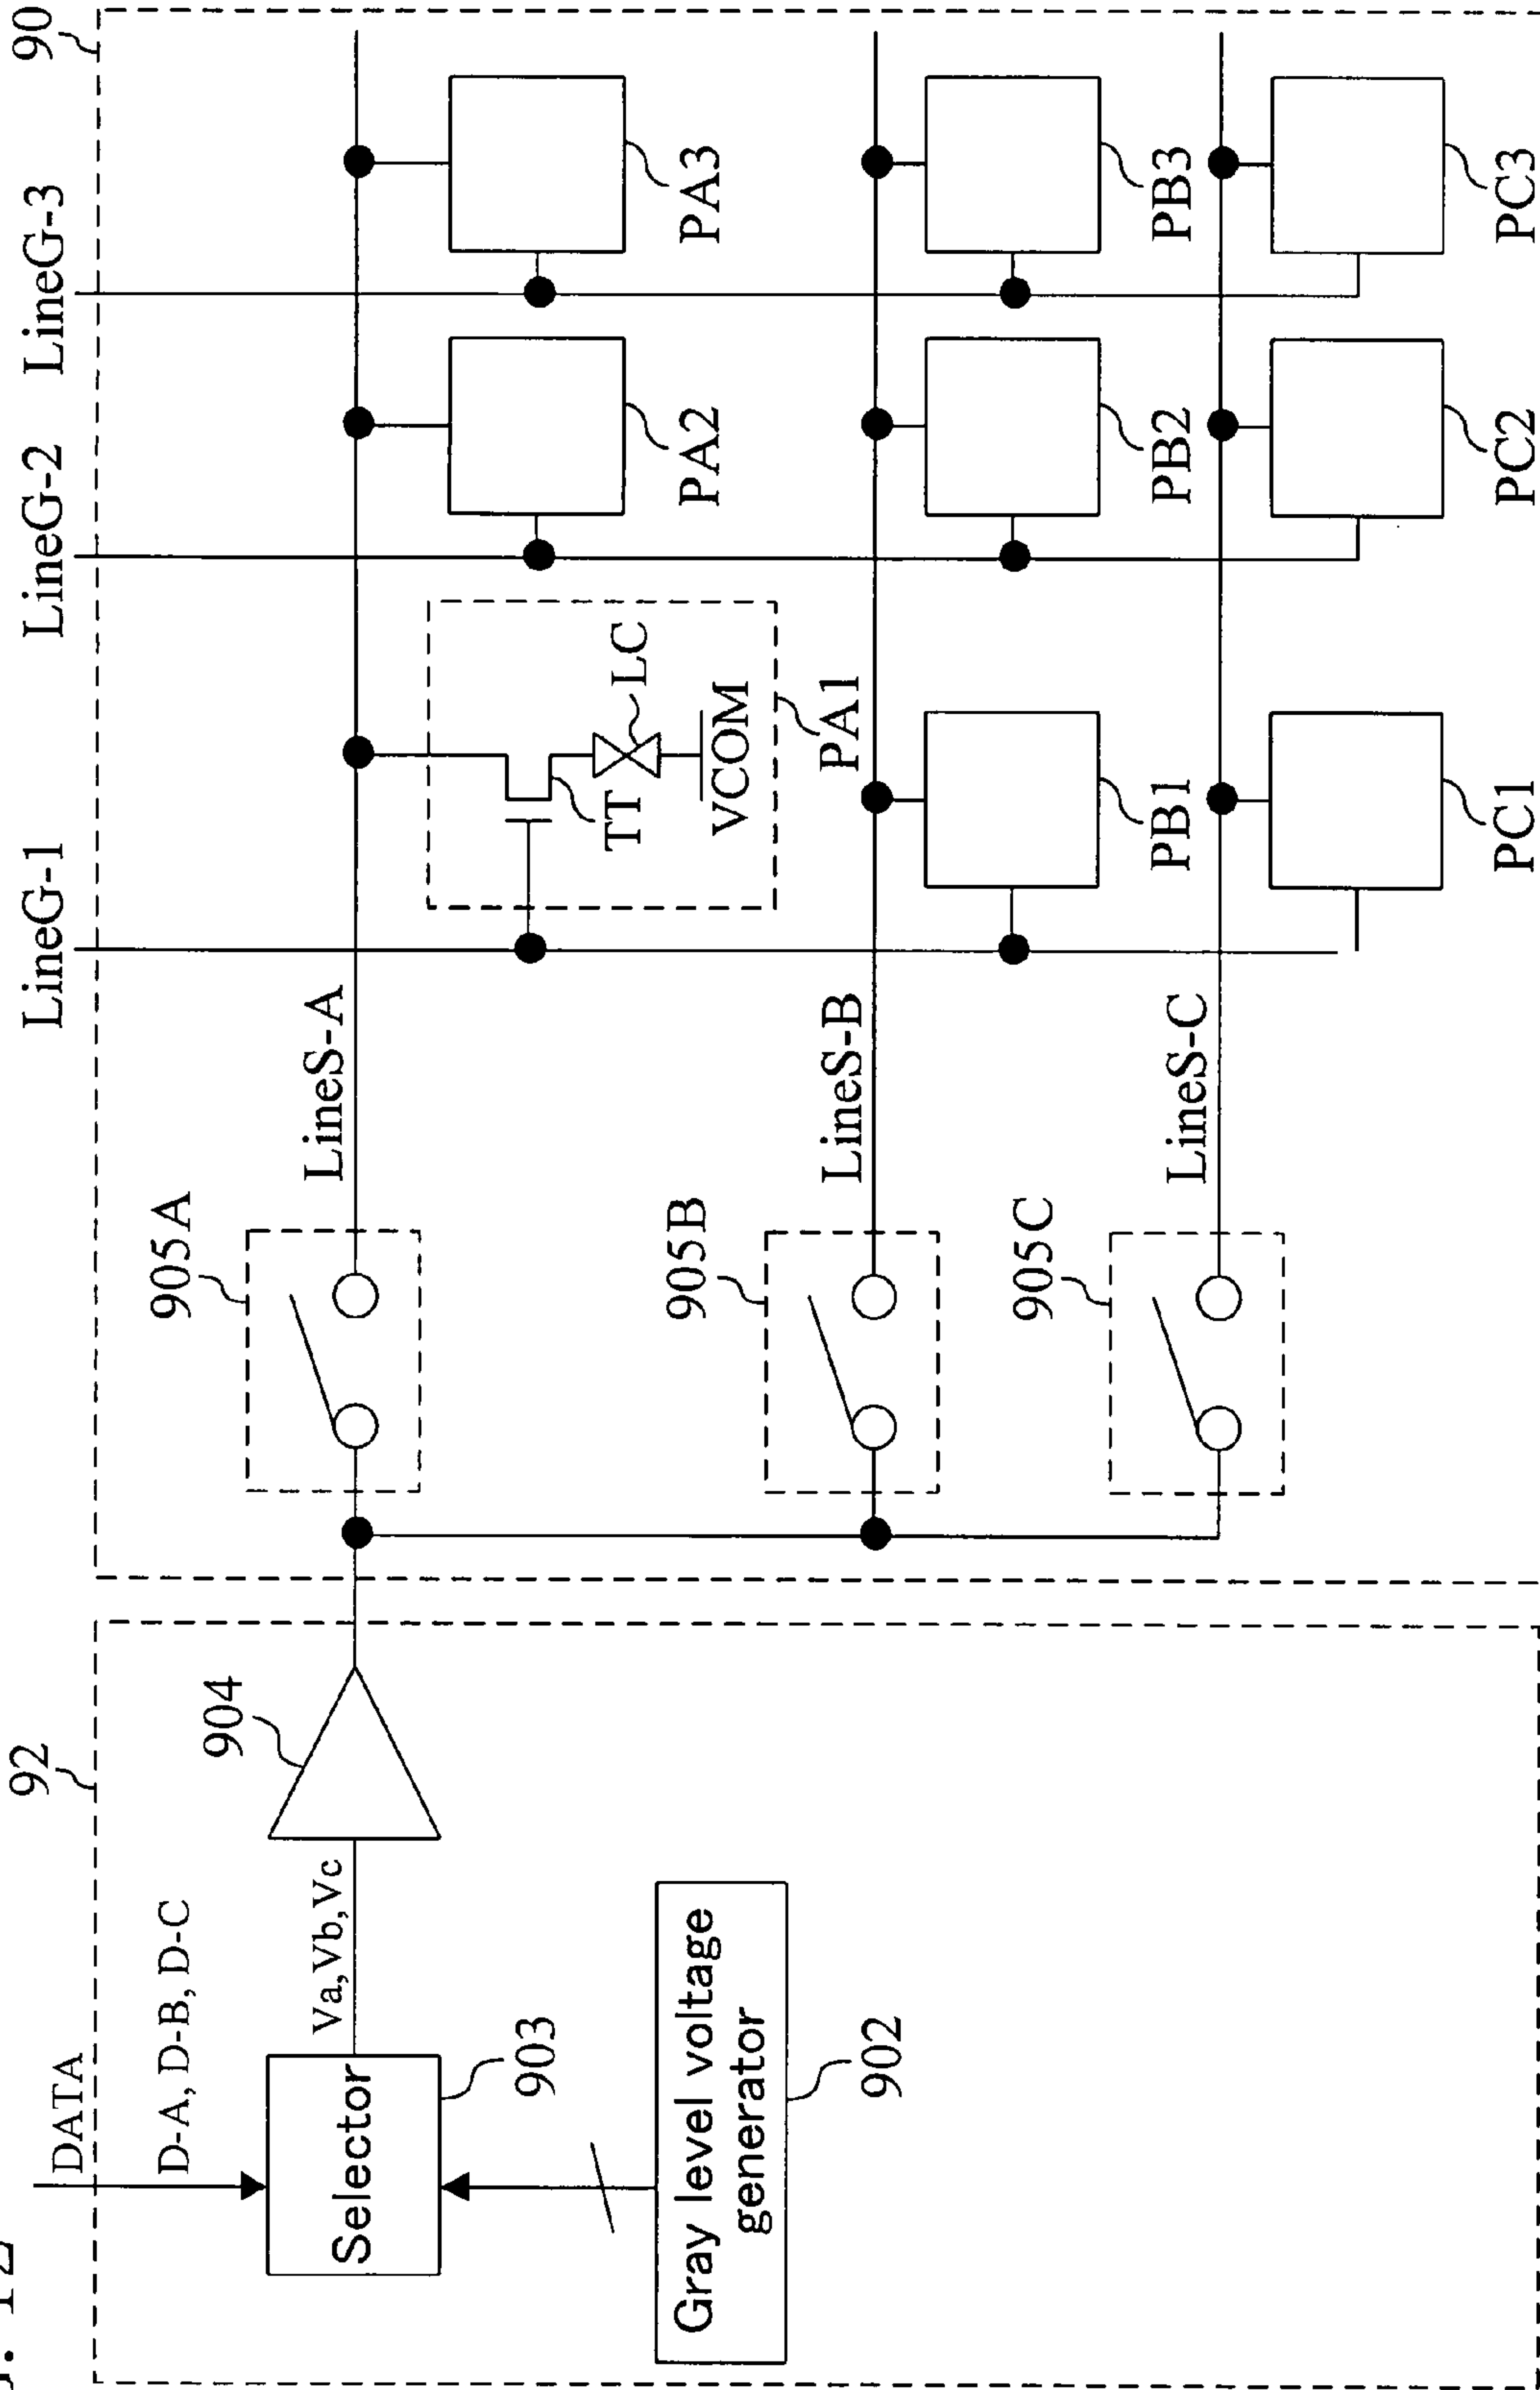 . 12
92
DATA
D-A, D-B, D-C
Selector
903
Va,Vb,Vc
904
Gray level voltage
generator
902
90
LineG-1
LineG-2
LineG-3
905A
LineS-A
TT
LC
VCOM
PA1
PA2
PA3
905B
LineS-B
PB1
PB2
PB3
905C
LineS-C
PC1
PC2
PC3